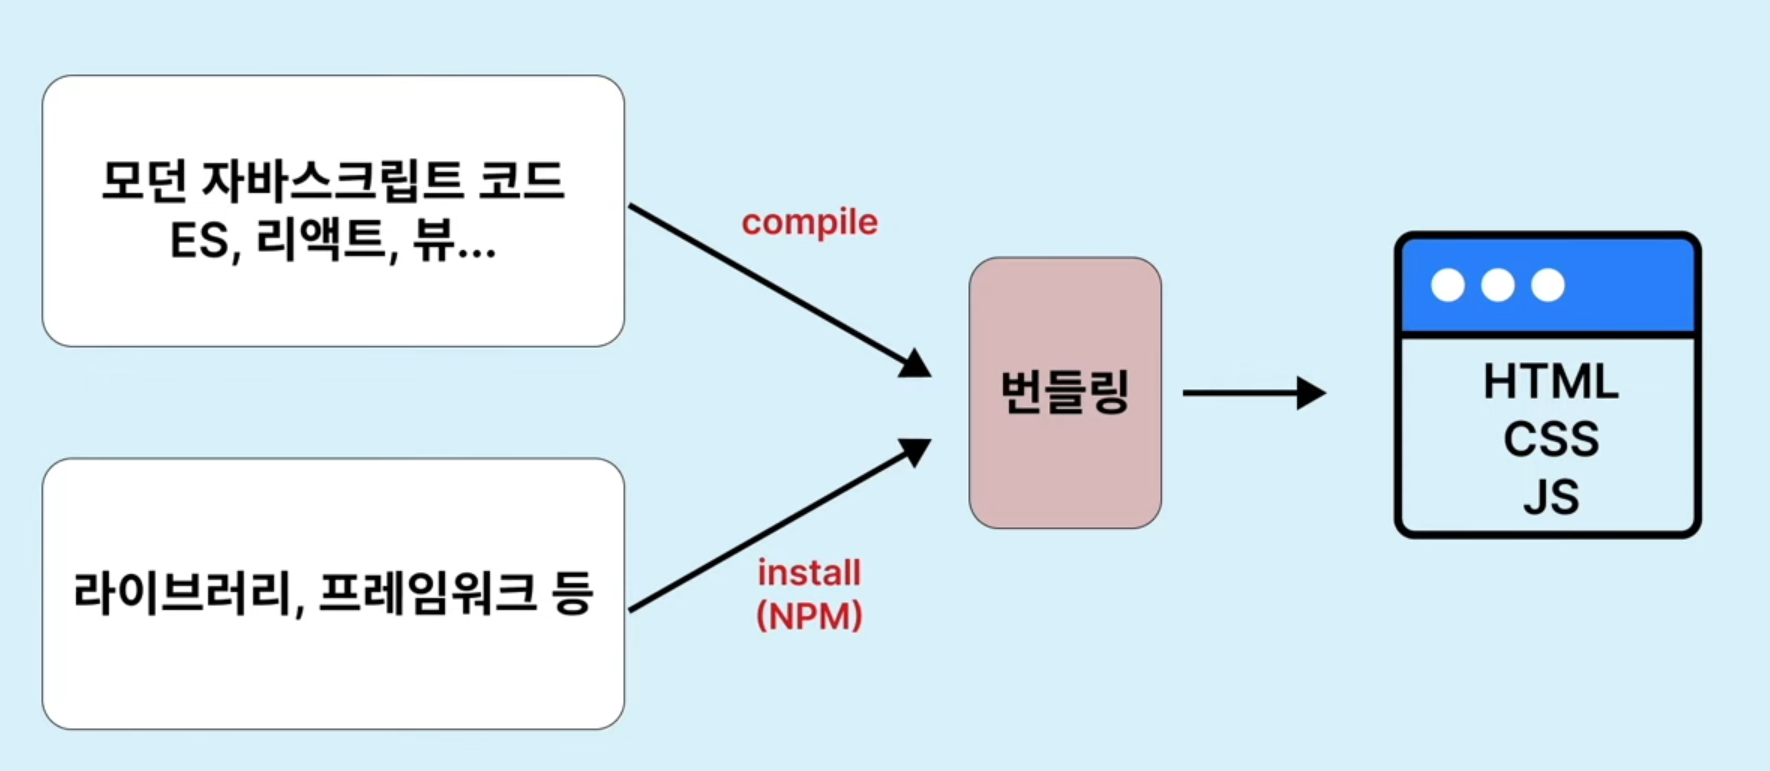 모던 자바스크립트 코드
ES, 리액트, 뷰...
compile
번들링
HTML
CSS
JS
라이브러리, 프레임워크 등
install
(NPM)